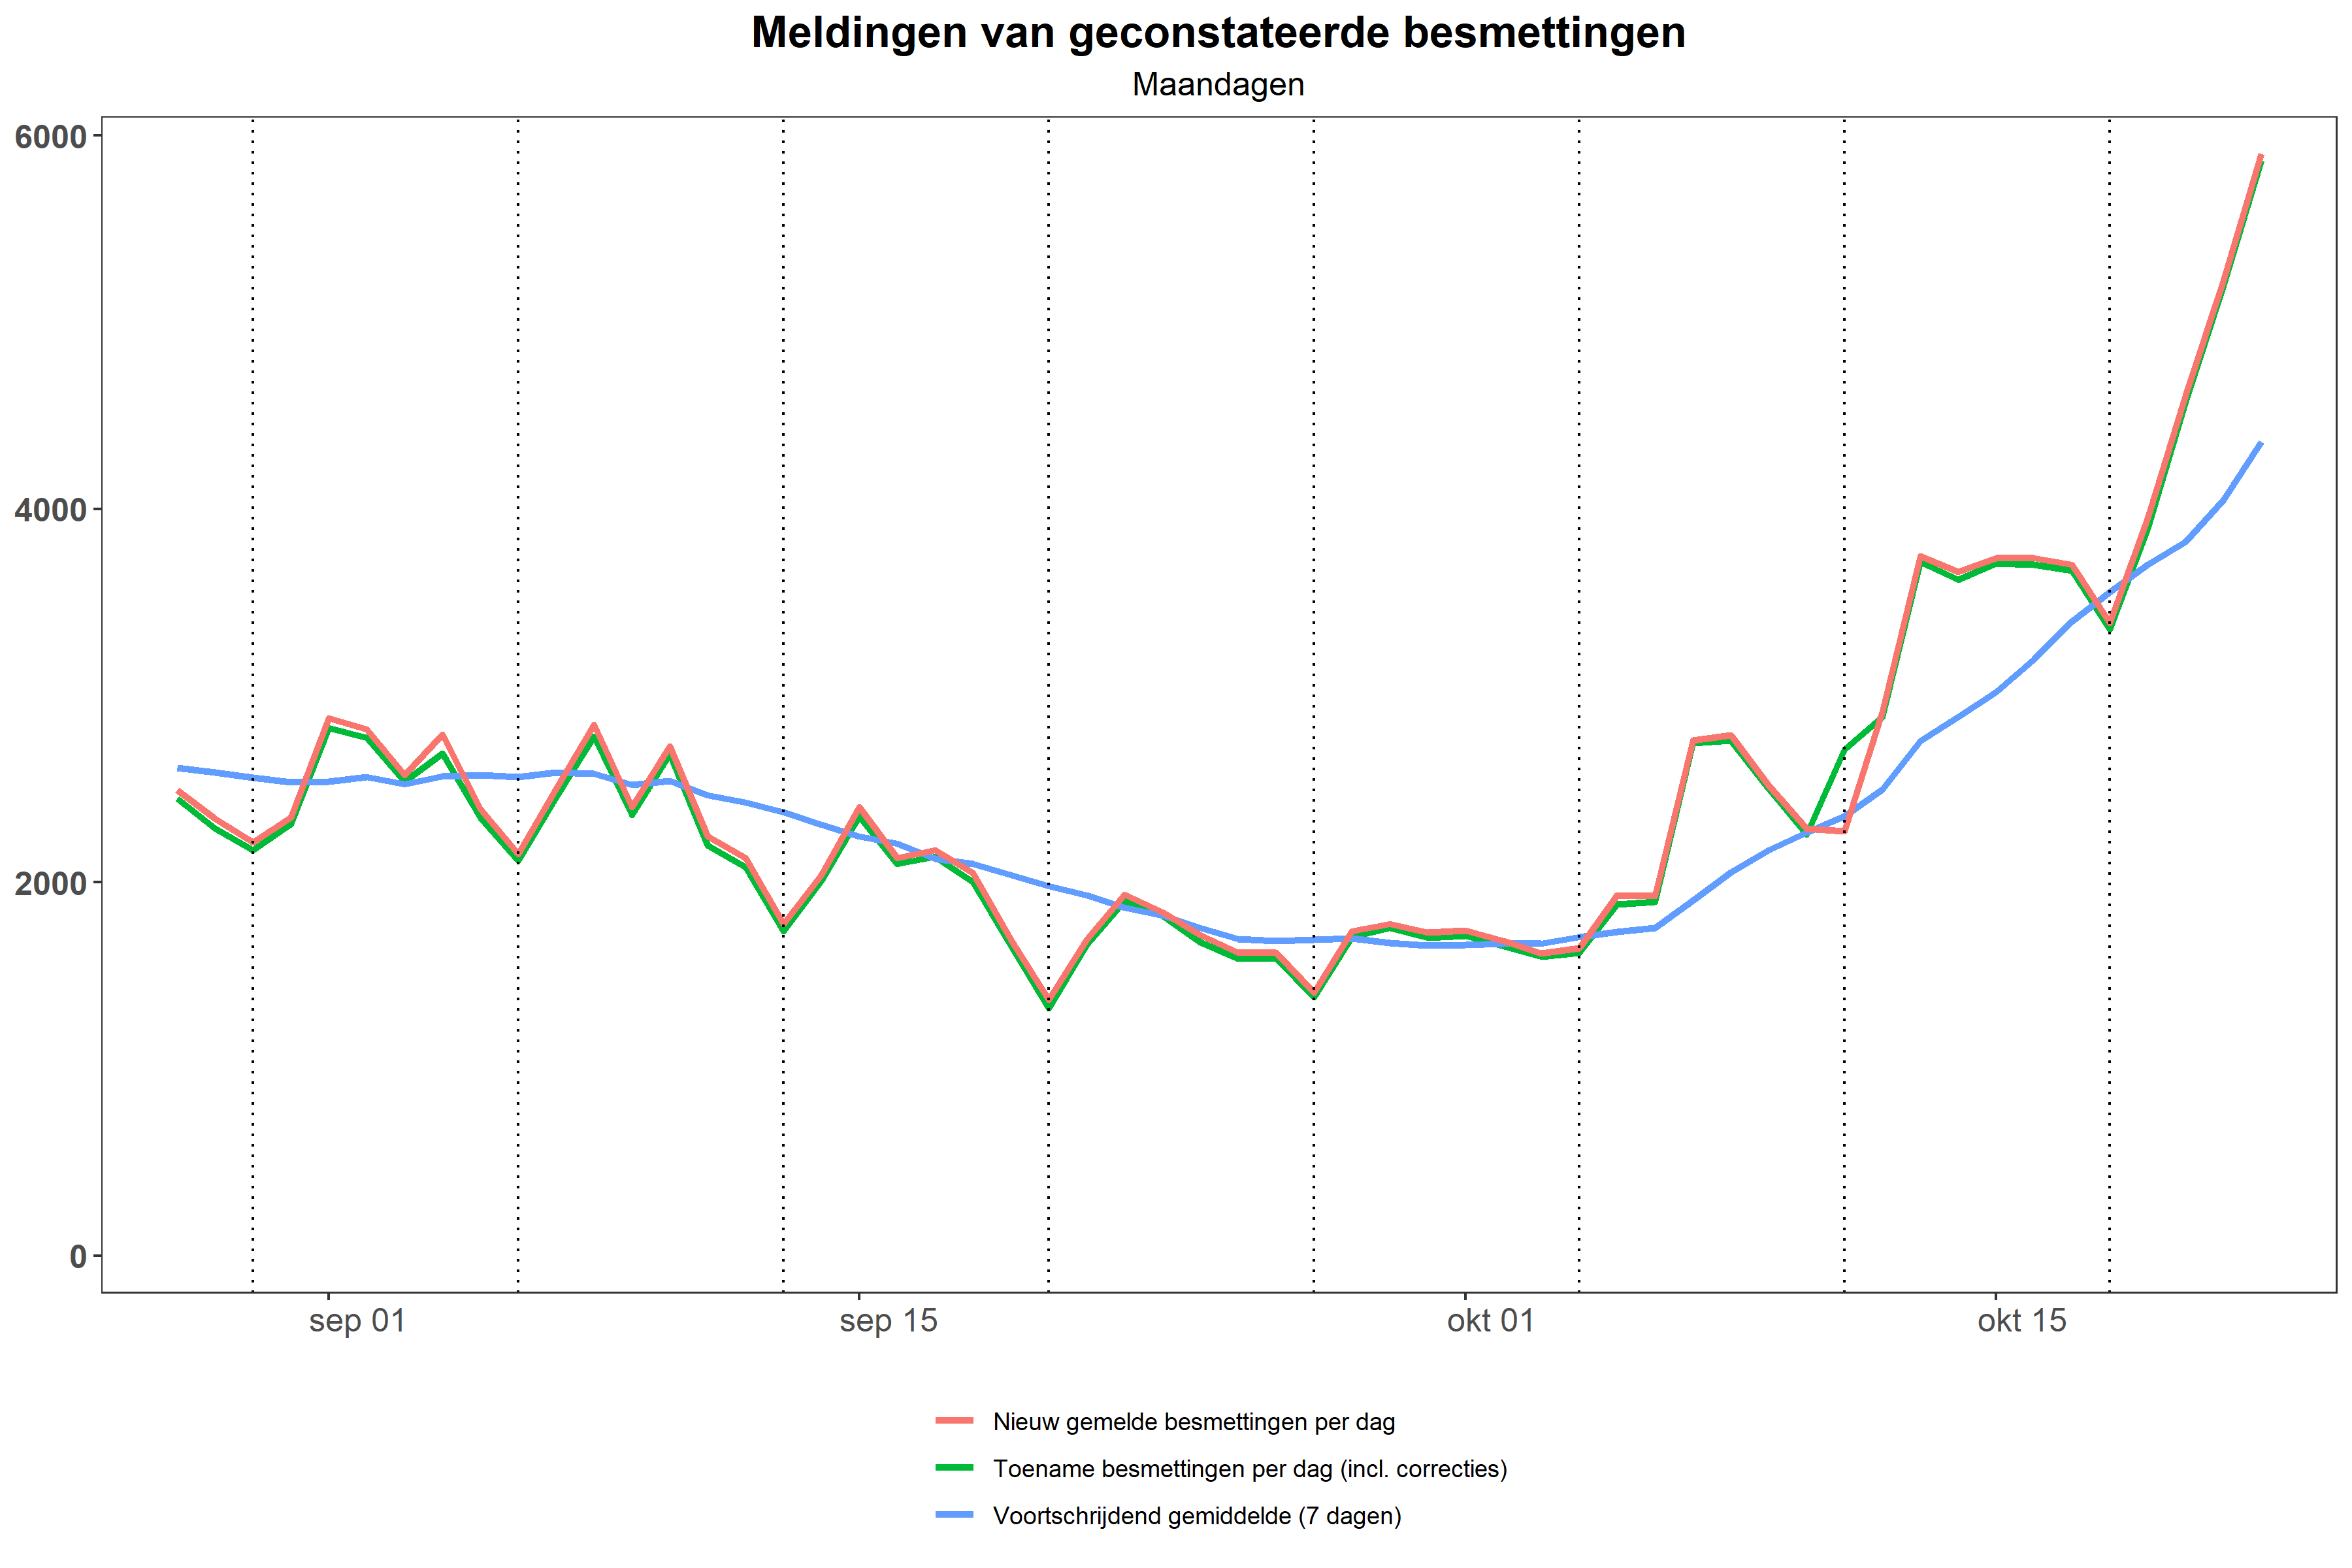 Meldingen van geconstateerde besmettingen
Maandagen
6000
4000
2000
0
sep 01 sep 15 okt 01 okt 15
Nieuw gemelde besmettingen per dag
Toename besmettingen per dag (incl. correcties)
Voortschrijdend gemiddelde (7 dagen)